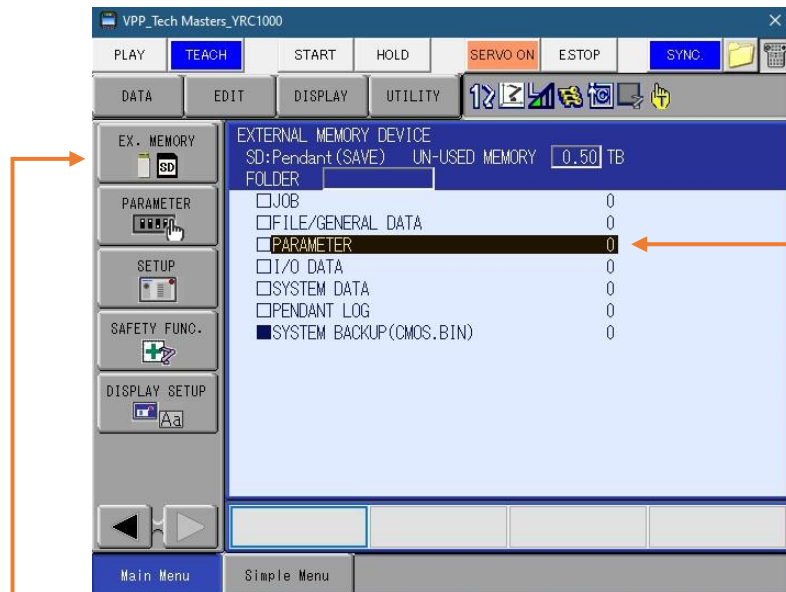 VPP_Tech Masters_YRC1000
PLAY TEACH START HOLD SERVO ON E.STOP SYNC.
DATA EDIT DISPLAY UTILITY
EX. MEMORY
SD
PARAMETER
SETUP
SAFETY FUNC.
DISPLAY SETUP
Aa
EXTERNAL MEMORY DEVICE
SD:Pendant(SAVE) UN-USED MEMORY 0.50 TB
FOLDER
JOB 0
FILE/GENERAL DATA 0
PARAMETER 0
I/O DATA 0
SYSTEM DATA 0
PENDANT LOG 0
SYSTEM BACKUP(CMOS.BIN) 0
Main Menu Simple Menu